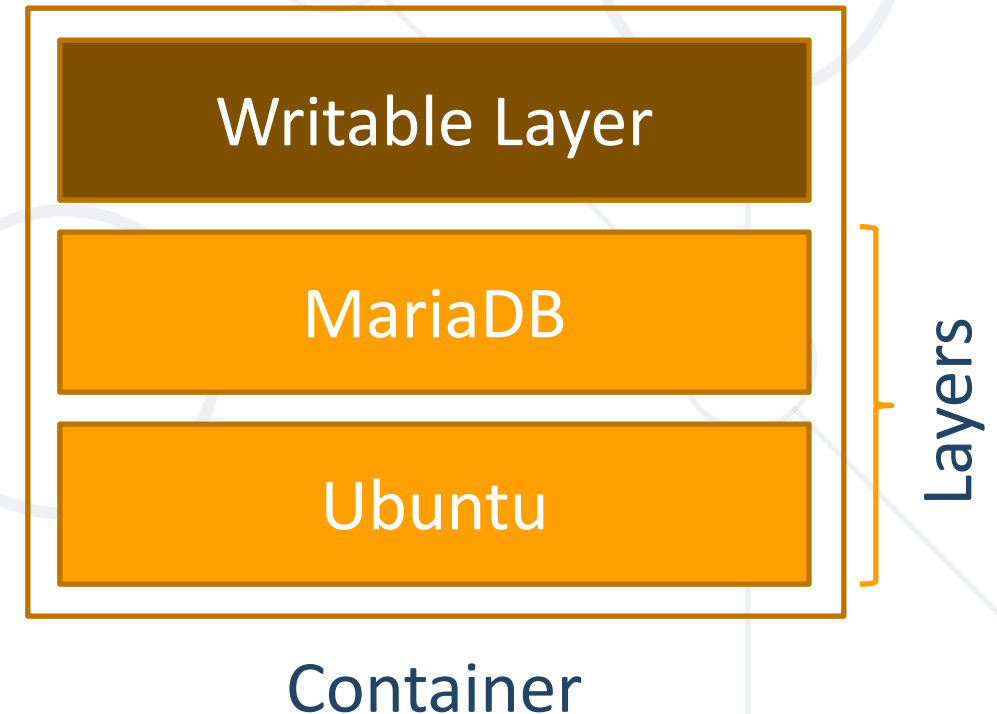 Writable Layer
MariaDB
Ubuntu
Layers
Container